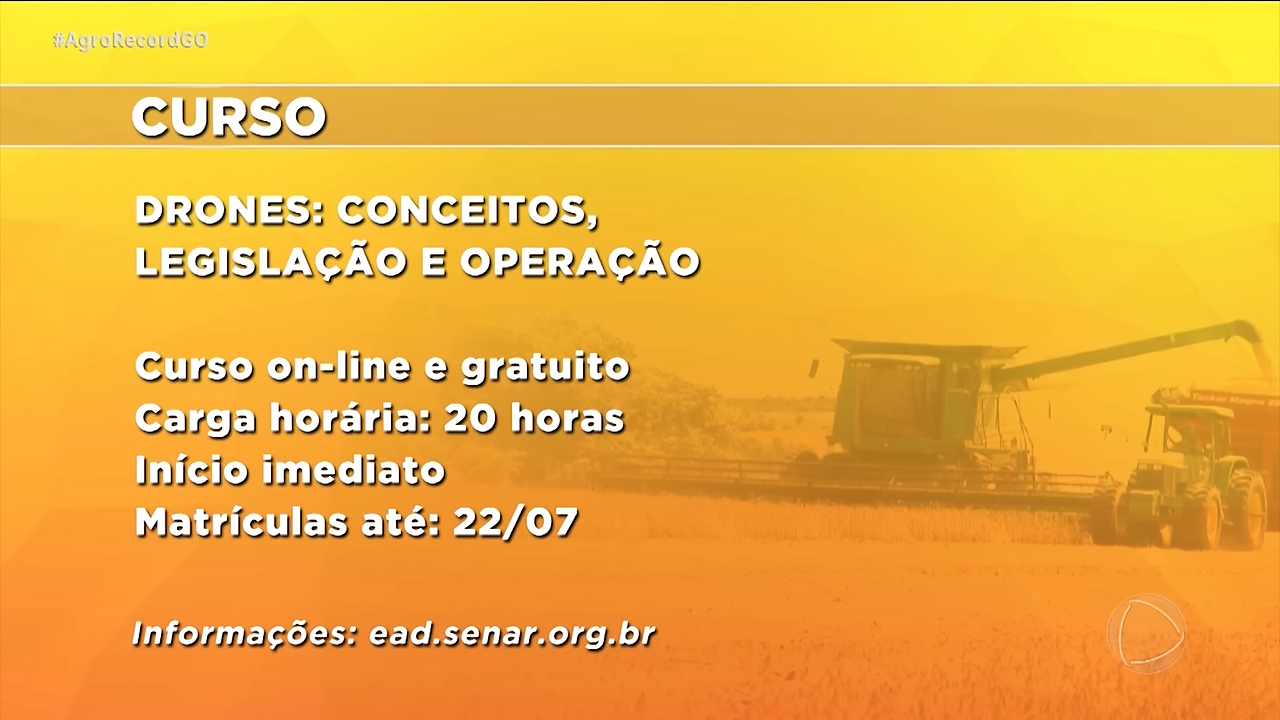 #AgroRecordGO
CURSO
DRONES: CONCEITOS,
LEGISLAÇÃO E OPERAÇÃO
Curso on-line e gratuito
Carga horária: 20 horas
Início imediato
Matrículas até: 22/07
Informações: ead.senar.org.br